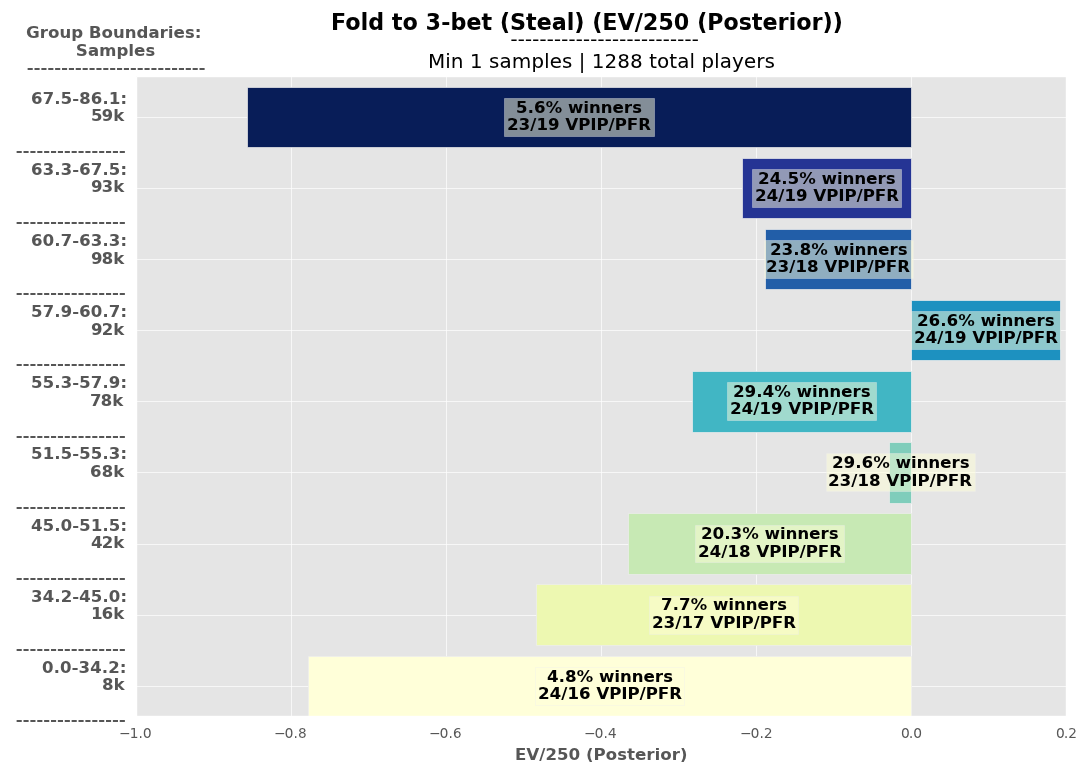 Fold to 3-bet (Steal) (EV/250 (Posterior))
--------------------------
Min 1 samples | 1288 total players
Group Boundaries:
Samples
--------------------------
67.5-86.1:
59k
----------------
63.3-67.5:
93k
----------------
60.7-63.3:
98k
----------------
57.9-60.7:
92k
----------------
55.3-57.9:
78k
----------------
51.5-55.3:
68k
----------------
45.0-51.5:
42k
----------------
34.2-45.0:
16k
----------------
0.0-34.2:
8k
----------------
5.6% winners
23/19 VPIP/PFR
24.5% winners
24/19 VPIP/PFR
23.8% winners
23/18 VPIP/PFR
26.6% winners
24/19 VPIP/PFR
29.4% winners
24/19 VPIP/PFR
29.6% winners
23/18 VPIP/PFR
20.3% winners
24/18 VPIP/PFR
7.7% winners
23/17 VPIP/PFR
4.8% winners
24/16 VPIP/PFR
−1.0 −0.8 −0.6 −0.4 −0.2 0.0 0.2
EV/250 (Posterior)